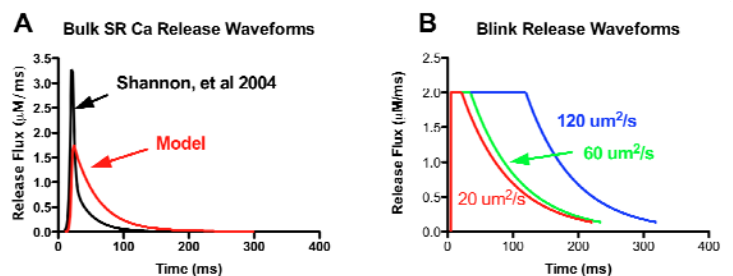 A
Bulk SR Ca Release Waveforms
Release Flux (μM/ms)
3.5
3.0
2.5
2.0
1.5
1.0
0.5
0.0
Shannon, et al 2004
Model
0
100
200
300
400
Time (ms)
B
Blink Release Waveforms
Release Flux (μM/ms)
2.5
2.0
1.5
1.0
0.5
0.0
120 um²/s
60 um²/s
20 um²/s
0
100
200
300
400
Time (ms)